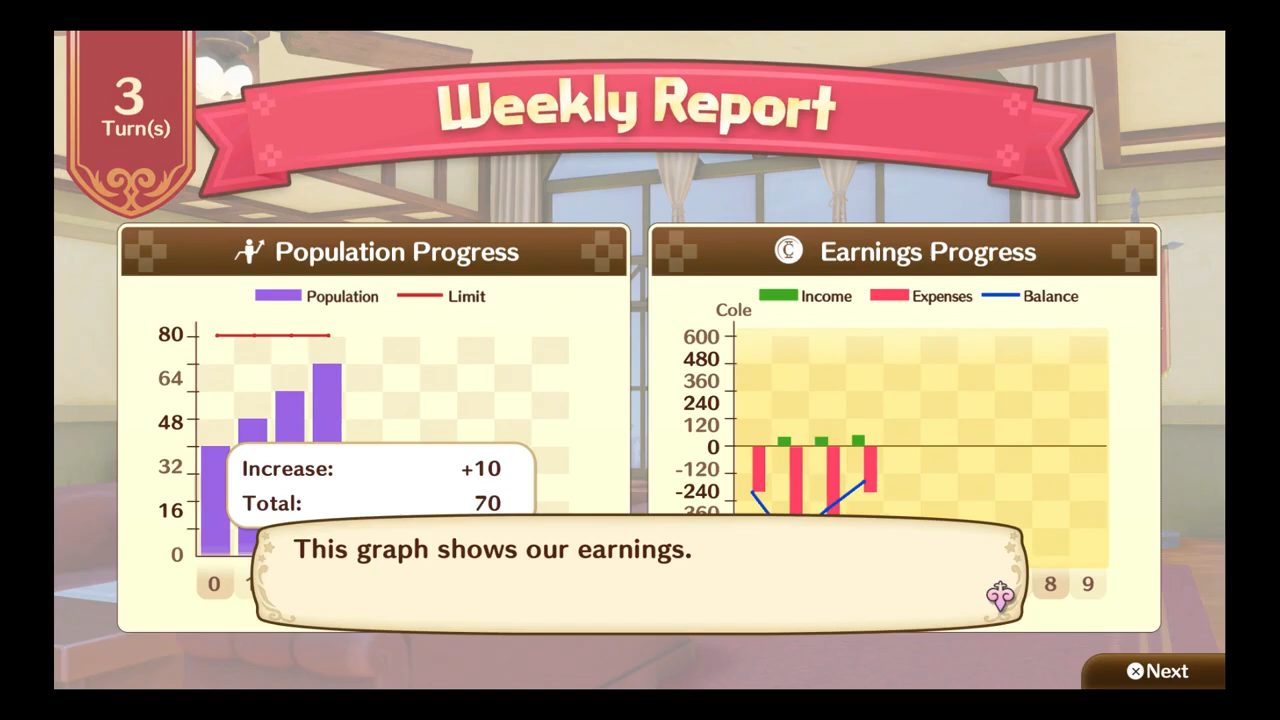 3
Turn(s)
Weekly Report
Population Progress
Population
Limit
80
64
48
32
16
0
0
Increase: +10
Total: 70
Earnings Progress
Income
Expenses
Balance
Cole
600
480
360
240
120
0
-120
-240
8
9
This graph shows our earnings.
Next